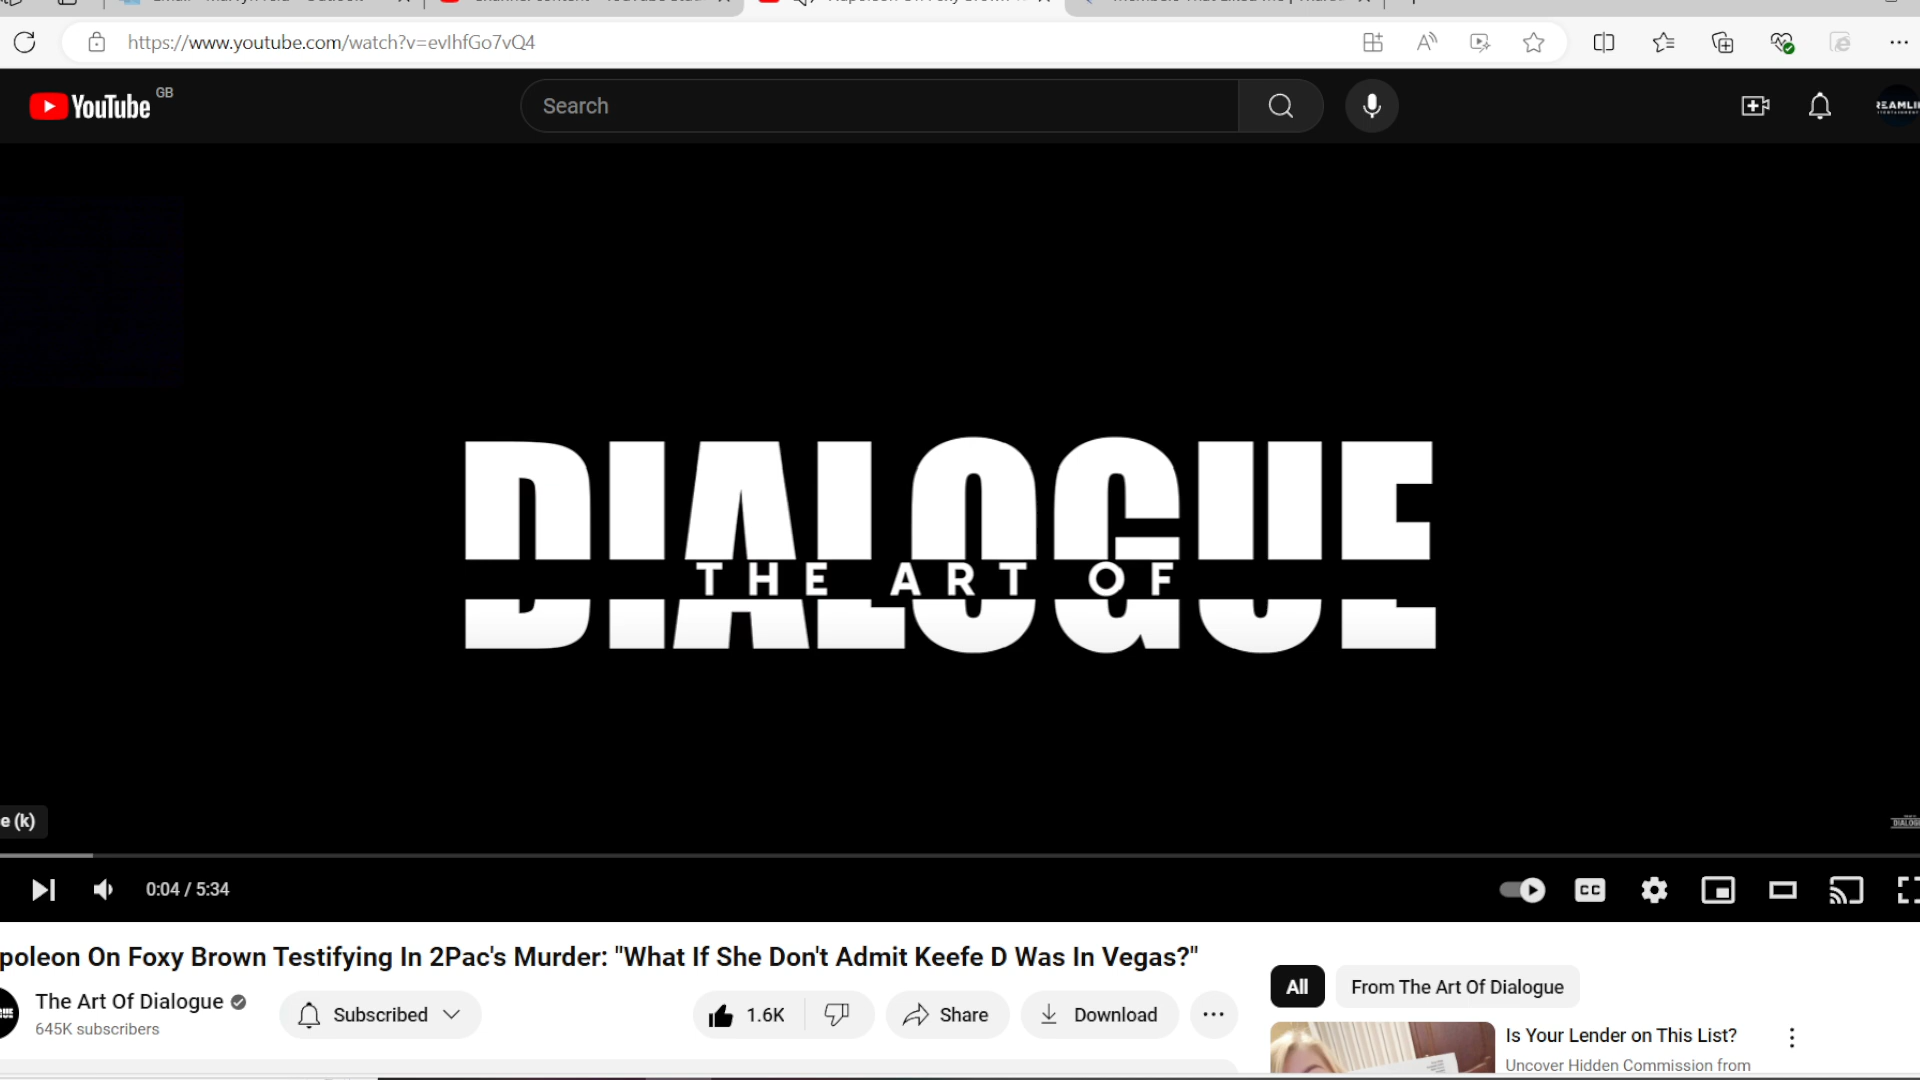 https://www.youtube.com/watch?v=evIhfGo7vQ4
YouTube GB
Search
DIALOGUE
THE ART OF
e (k)
0:04 / 5:34
CC
poleon On Foxy Brown Testifying In 2Pac's Murder: "What If She Don't Admit Keefe D Was In Vegas?"
The Art Of Dialogue
645K subscribers
Subscribed
1.6K
Share
Download
All
From The Art Of Dialogue
Is Your Lender on This List?
Uncover Hidden Commission from